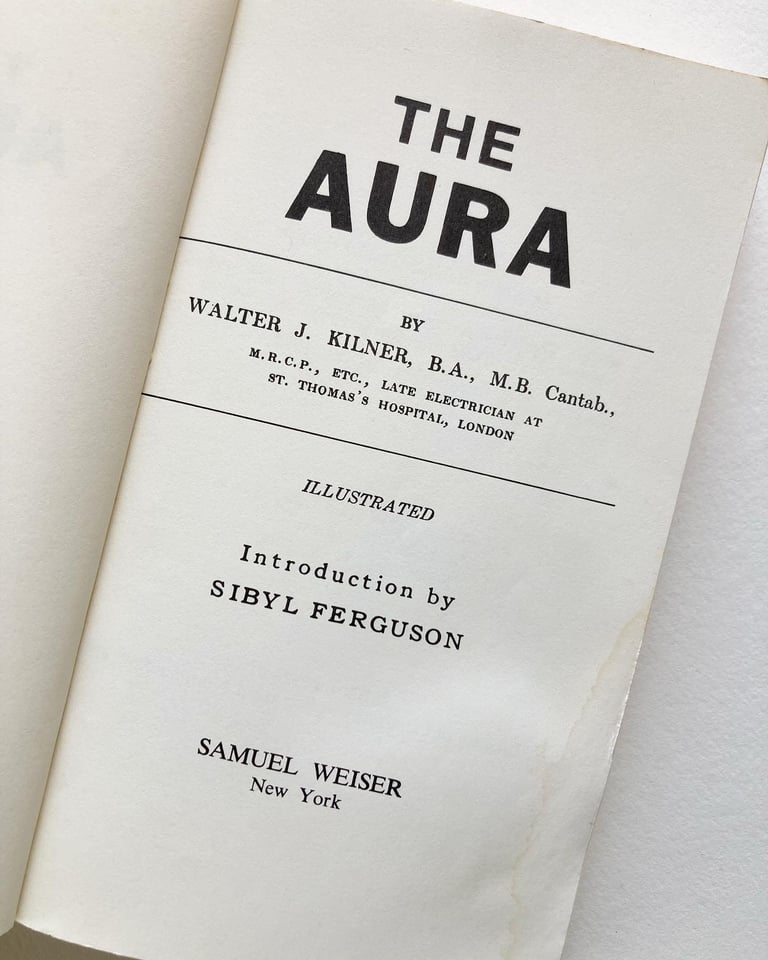 THE
AURA
BY
WALTER J. KILNER, B.A., M.B. Cantab.,
M.R.C.P., ETC., LATE ELECTRICIAN AT
ST. THOMAS'S HOSPITAL, LONDON
ILLUSTRATED
Introduction by
SIBYL FERGUSON
SAMUEL WEISER
New York